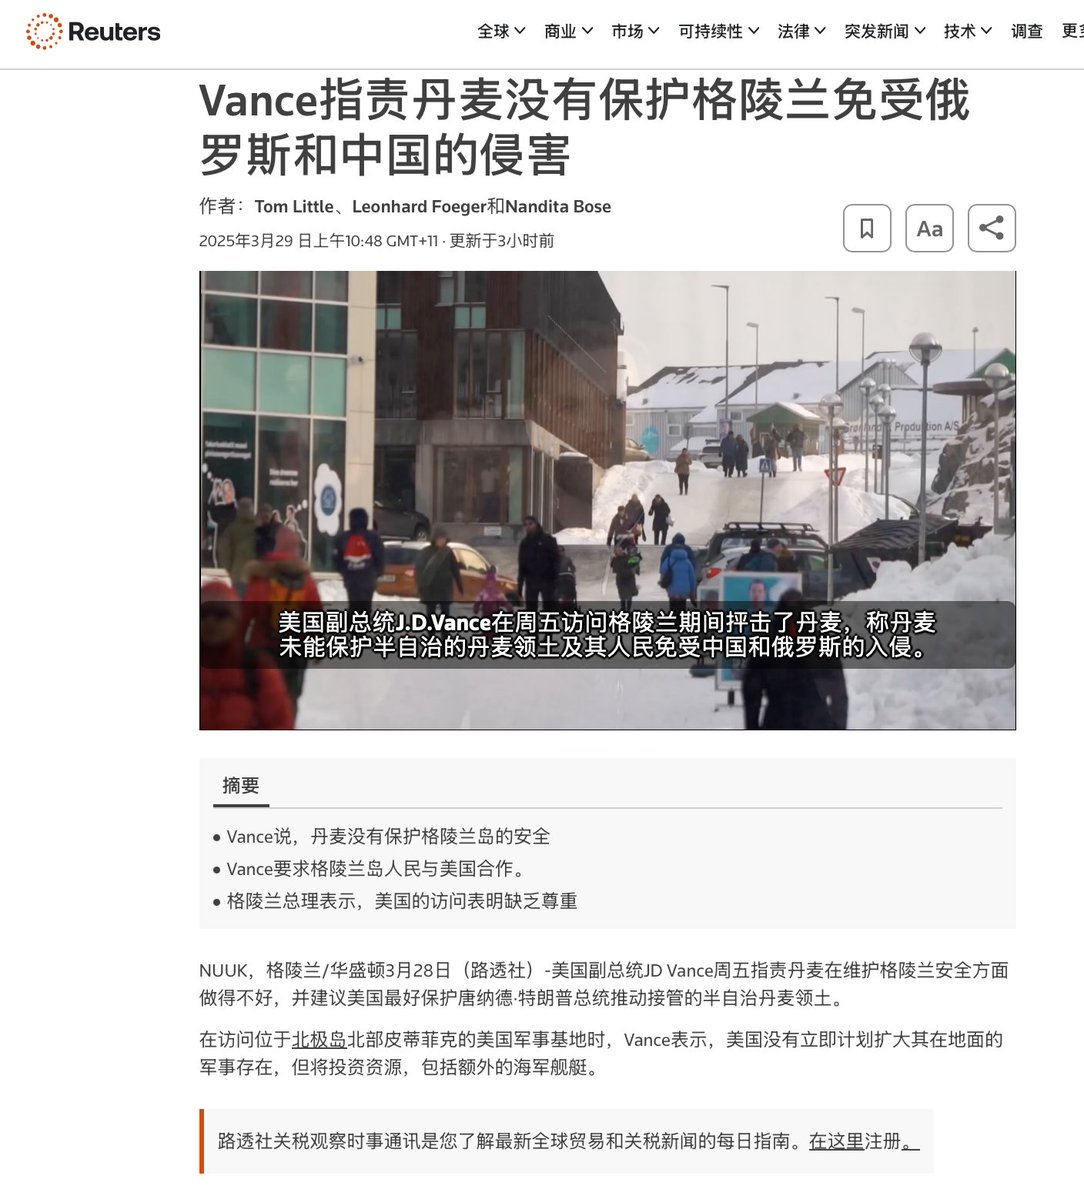 Reuters
全球 商业 市场 可持续性 法律 突发新闻 技术 调查
Vance指责丹麦没有保护格陵兰免受俄
罗斯和中国的侵害
作者：Tom Little、Leonhard Foeger和Nandita Bose
2025年3月29 日上午10:48 GMT+11 · 更新于3小时前
Aa
Production A/S
美国副总统J.D.Vance在周五访问格陵兰期间抨击了丹麦，称丹麦
未能保护半自治的丹麦领土及其人民免受中国和俄罗斯的入侵。
摘要
• Vance说，丹麦没有保护格陵兰岛的安全
• Vance要求格陵兰岛人民与美国合作。
• 格陵兰总理表示，美国的访问表明缺乏尊重
NUUK，格陵兰/华盛顿3月28日（路透社）-美国副总统JD Vance周五指责丹麦在维护格陵兰安全方面
做得不好，并建议美国最好保护唐纳德·特朗普总统推动接管的半自治丹麦领土。
在访问位于北极岛北部皮蒂菲克的美国军事基地时，Vance表示，美国没有立即计划扩大其在地面的
军事存在，但将投资资源，包括额外的海军舰艇。
路透社关税观察时事通讯是您了解最新全球贸易和关税新闻的每日指南。在这里注册。